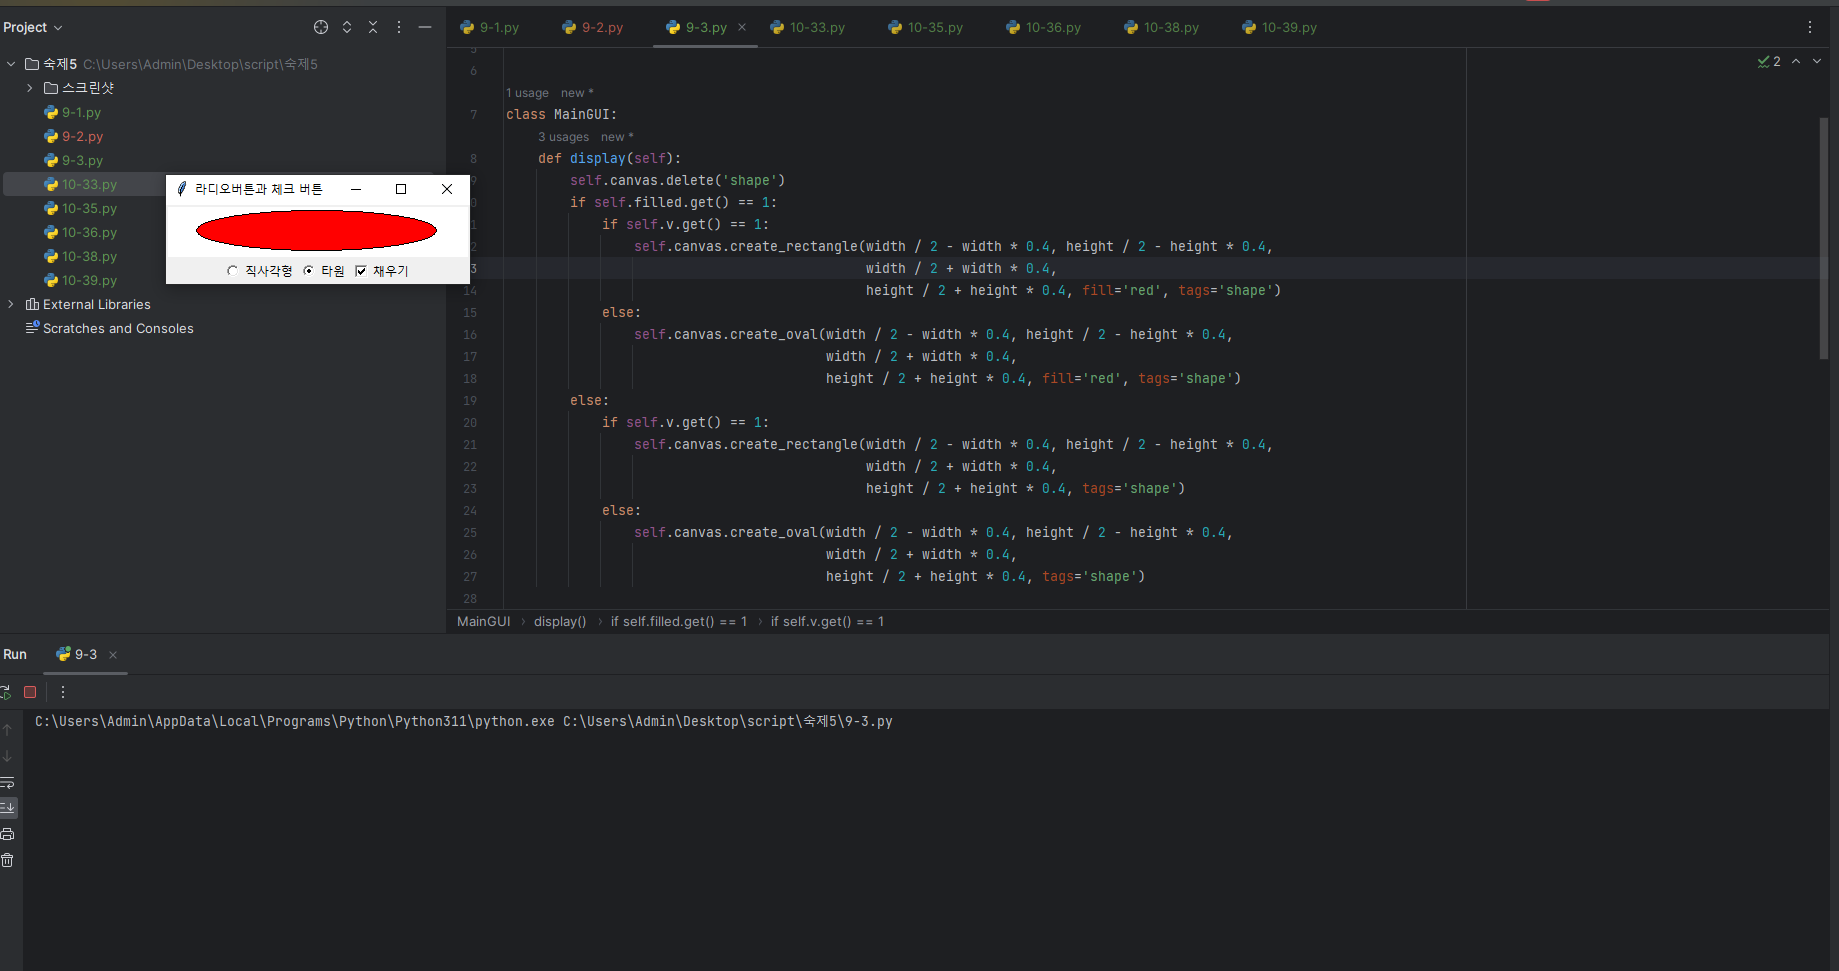 Project
숙제5 C:\Users\Admin\Desktop\script\숙제5
스크린샷
9-1.py
9-2.py
9-3.py
10-33.py
10-35.py
10-36.py
10-38.py
10-39.py
External Libraries
Scratches and Consoles
라디오버튼과 체크 버튼
직사각형 타원 채우기
9-1.py 9-2.py 9-3.py 10-33.py 10-35.py 10-36.py 10-38.py 10-39.py
2
5
6
1 usage new *
7 class MainGUI:
3 usages new *
8 def display(self):
9 self.canvas.delete('shape')
0 if self.filled.get() == 1:
1 if self.v.get() == 1:
2 self.canvas.create_rectangle(width / 2 - width * 0.4, height / 2 - height * 0.4,
3 width / 2 + width * 0.4,
14 height / 2 + height * 0.4, fill='red', tags='shape')
15 else:
16 self.canvas.create_oval(width / 2 - width * 0.4, height / 2 - height * 0.4,
17 width / 2 + width * 0.4,
18 height / 2 + height * 0.4, fill='red', tags='shape')
19 else:
20 if self.v.get() == 1:
21 self.canvas.create_rectangle(width / 2 - width * 0.4, height / 2 - height * 0.4,
22 width / 2 + width * 0.4,
23 height / 2 + height * 0.4, tags='shape')
24 else:
25 self.canvas.create_oval(width / 2 - width * 0.4, height / 2 - height * 0.4,
26 width / 2 + width * 0.4,
27 height / 2 + height * 0.4, tags='shape')
28
MainGUI › display() › if self.filled.get() == 1 › if self.v.get() == 1
Run 9-3
C:\Users\Admin\AppData\Local\Programs\Python\Python311\python.exe C:\Users\Admin\Desktop\script\숙제5\9-3.py